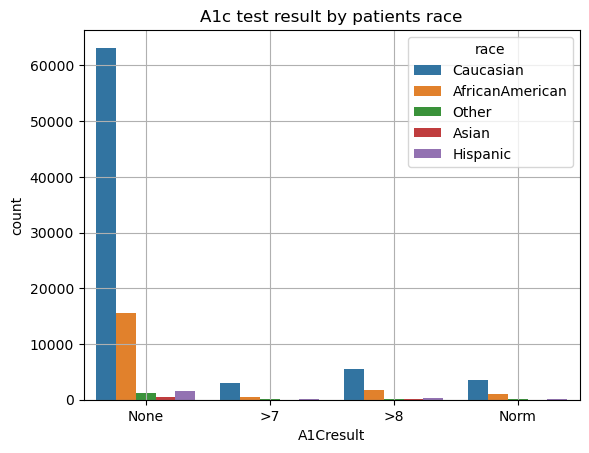 A1c test result by patients race
race
Caucasian
AfricanAmerican
Other
Asian
Hispanic
60000
50000
40000
30000
20000
10000
0
count
None >7 >8 Norm
A1Cresult